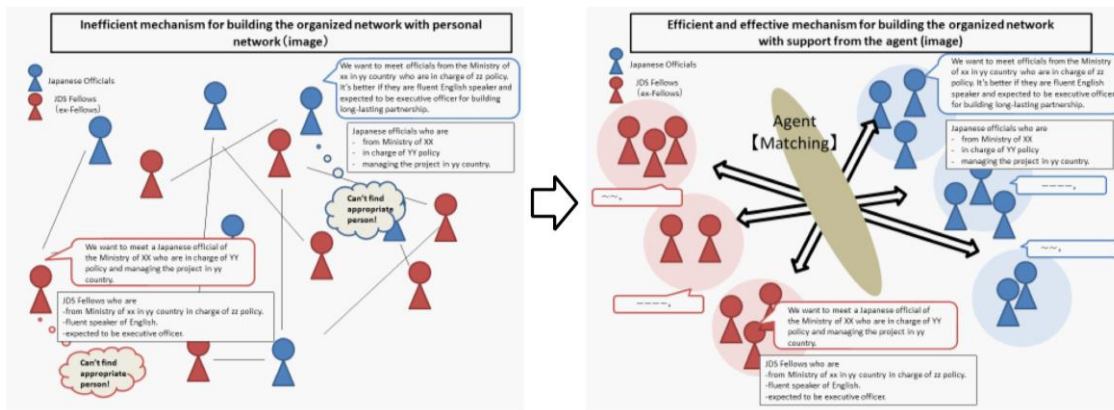 Inefficient mechanism for building the organized network with personal
network (image)
Japanese Officials
JDS Fellows
(ex-Fellows)
We want to meet officials from the Ministry of
xx in yy country who are in charge of zz
policy. It's better if they are fluent English
speaker and expected to be executive
officer for building
long-lasting partnership.
Japanese officials who are
- from Ministry of XX
- in charge of YY policy
- managing the project in yy country.
Can't find
appropriate
person!
We want to meet a Japanese official of
the Ministry of XX who are in charge of YY
policy and managing the project in yy
country.
JDS Fellows who are
-from Ministry of xx in yy country in charge of zz policy.
-fluent speaker of English.
-expected to be executive officer.
Can't find
appropriate
person!
Efficient and effective mechanism for building the organized network
with support from the agent (image)
Japanese Officials
JDS Fellows
(ex-Fellows)
We want to meet officials from the Ministry
of xx in yy country who are in charge of zz
policy. It's better if they are fluent English
speaker and expected to be executive officer
for building long-lasting partnership.
Agent
【Matching】
Japanese officials who are
- from Ministry of XX
- in charge of YY policy
- managing the project in yy country.
~~.
----.
~~.
----.
We want to meet a Japanese official of
the Ministry of XX who are in charge of YY
policy and managing the project in yy
country.
JDS Fellows who are
-from Ministry of xx in yy country in charge of zz policy.
-fluent speaker of English.
-expected to be executive officer.